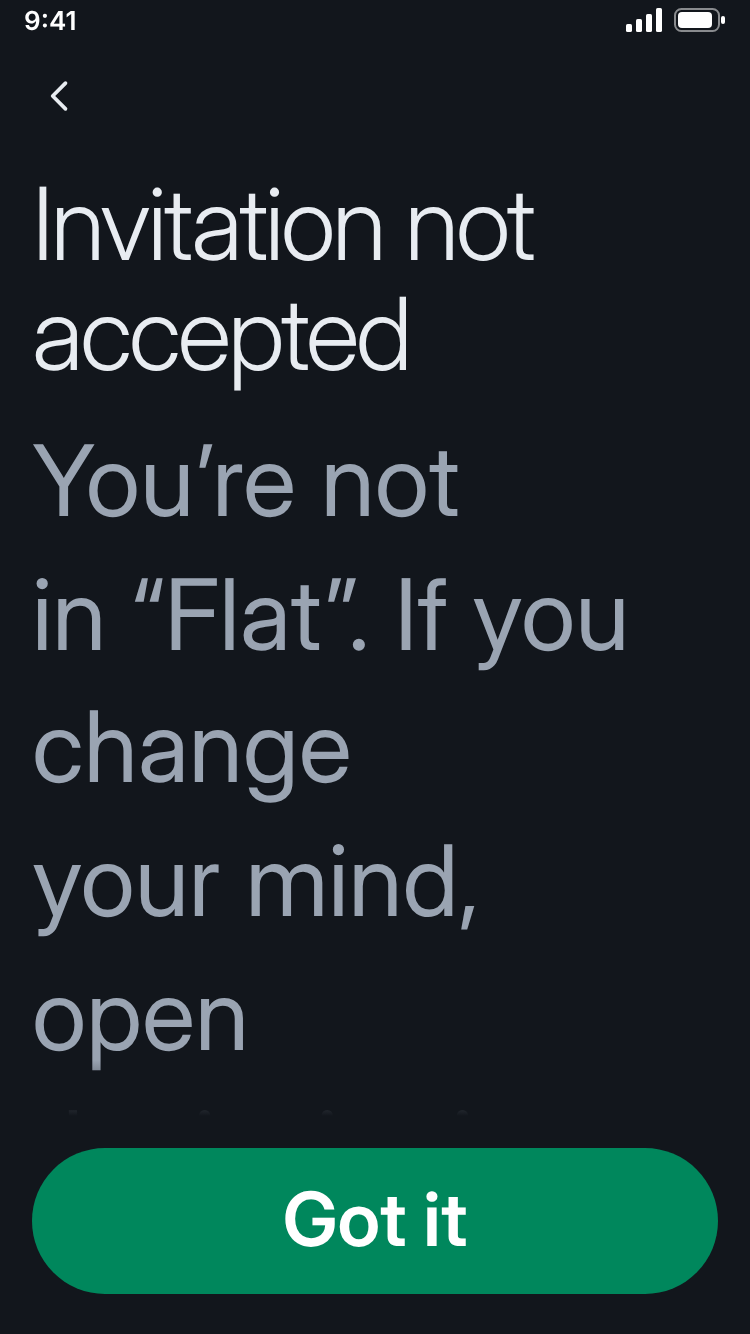 9:41
Invitation not
accepted
You’re not
in “Flat”. If you
change
your mind,
open
Got it